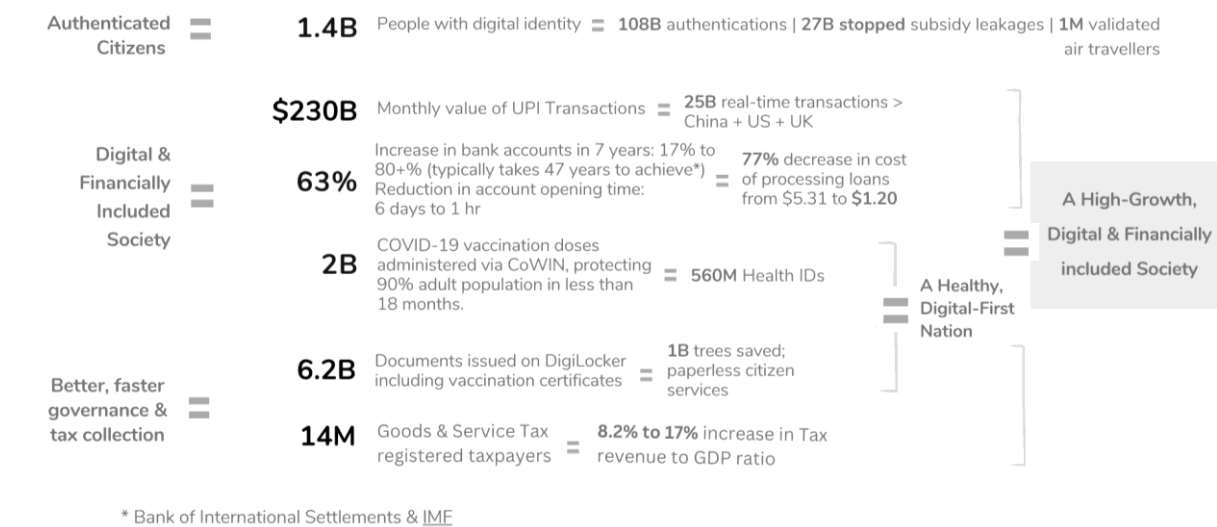 Authenticated
Citizens
=
1.4B
People with digital identity = 108B authentications | 27B stopped subsidy leakages | 1M validated
air travellers
Digital &
Financially
Included
Society
=
$230B
Monthly value of UPI Transactions =
25B real-time transactions >
China + US + UK
63%
Increase in bank accounts in 7 years: 17% to
80+% (typically takes 47 years to achieve*)
Reduction in account opening time:
6 days to 1 hr
=
77% decrease in cost
of processing loans
from $5.31 to $1.20
2B
COVID-19 vaccination doses
administered via CoWIN, protecting
90% adult population in less than
18 months.
=
560M Health IDs
Better, faster
governance &
tax collection
=
6.2B
Documents issued on DigiLocker
including vaccination certificates
=
1B trees saved;
paperless citizen
services
14M
Goods & Service Tax
registered taxpayers
=
8.2% to 17% increase in Tax
revenue to GDP ratio
=
A Healthy,
Digital-First
Nation
=
A High-Growth,
Digital & Financially
included Society
* Bank of International Settlements & IMF